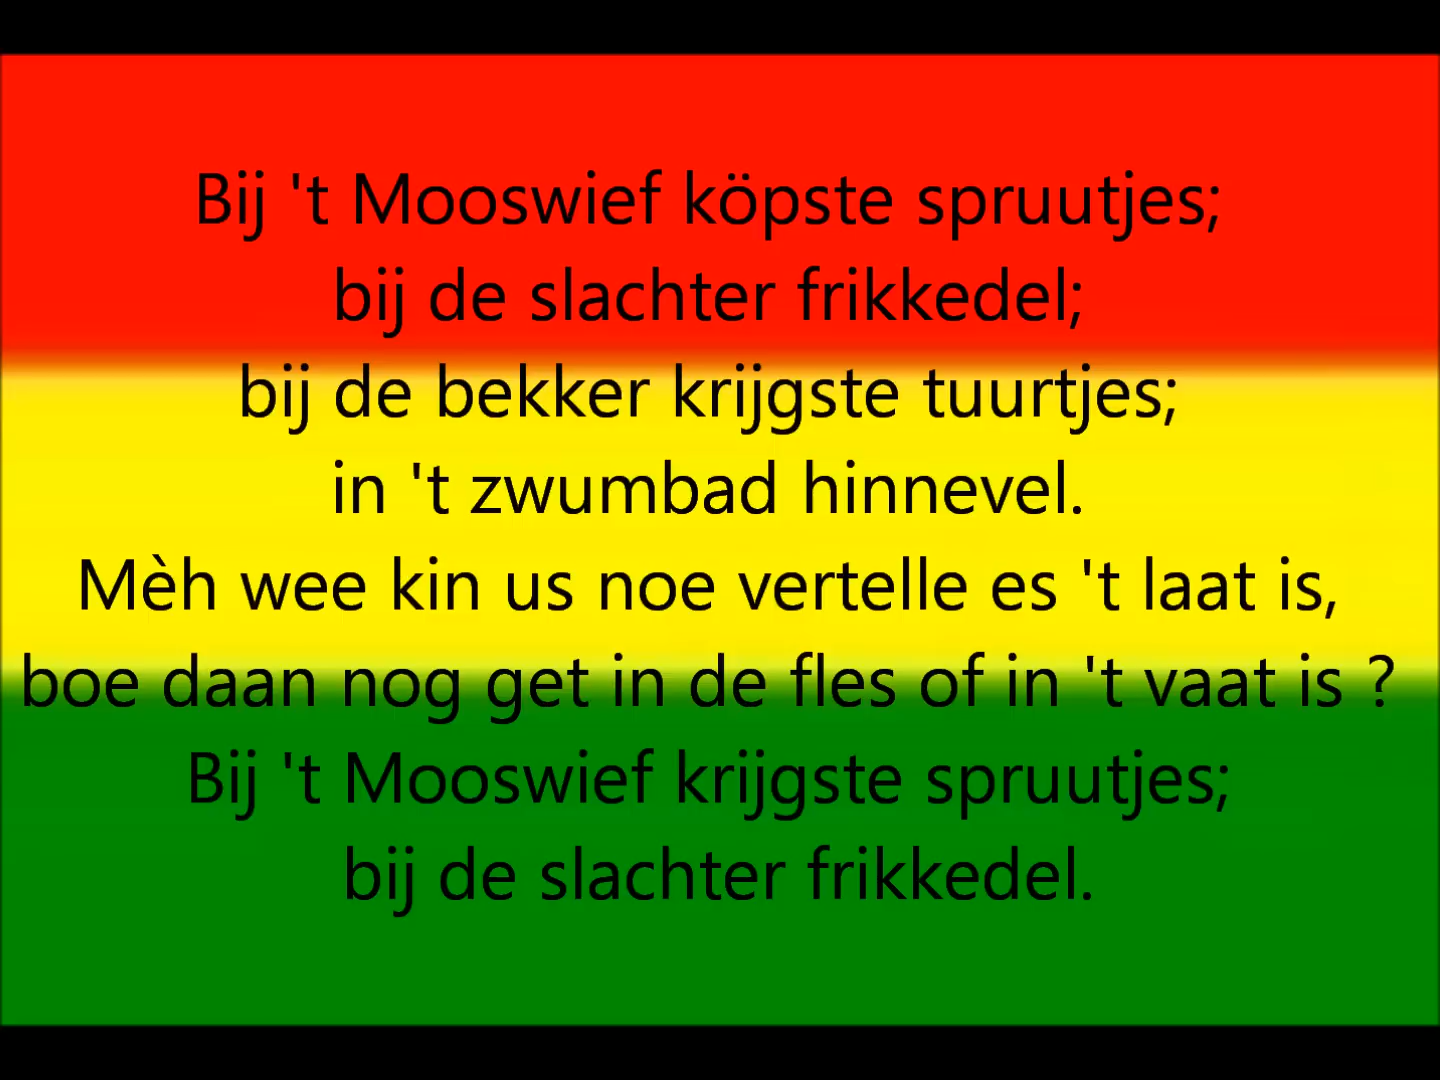 Bij 't Mooswief köpste spruutjes;
bij de slachter frikkedel;
bij de bekker krijgste tuurtjes;
in 't zwumbad hinnevel.
Mèh wee kin us noe vertelle es 't laat is,
boe daan nog get in de fles of in 't vaat is ?
Bij 't Mooswief krijgste spruutjes;
bij de slachter frikkedel.